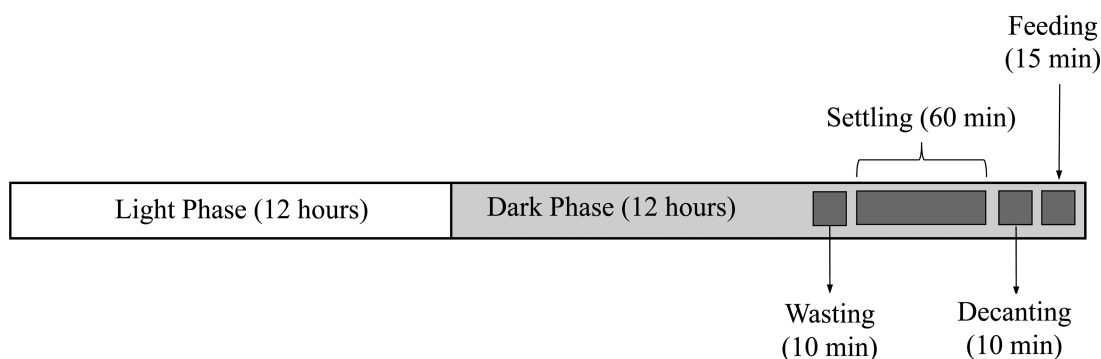 Feeding
(15 min)
Settling (60 min)
Light Phase (12 hours)
Dark Phase (12 hours)
Wasting
(10 min)
Decanting
(10 min)